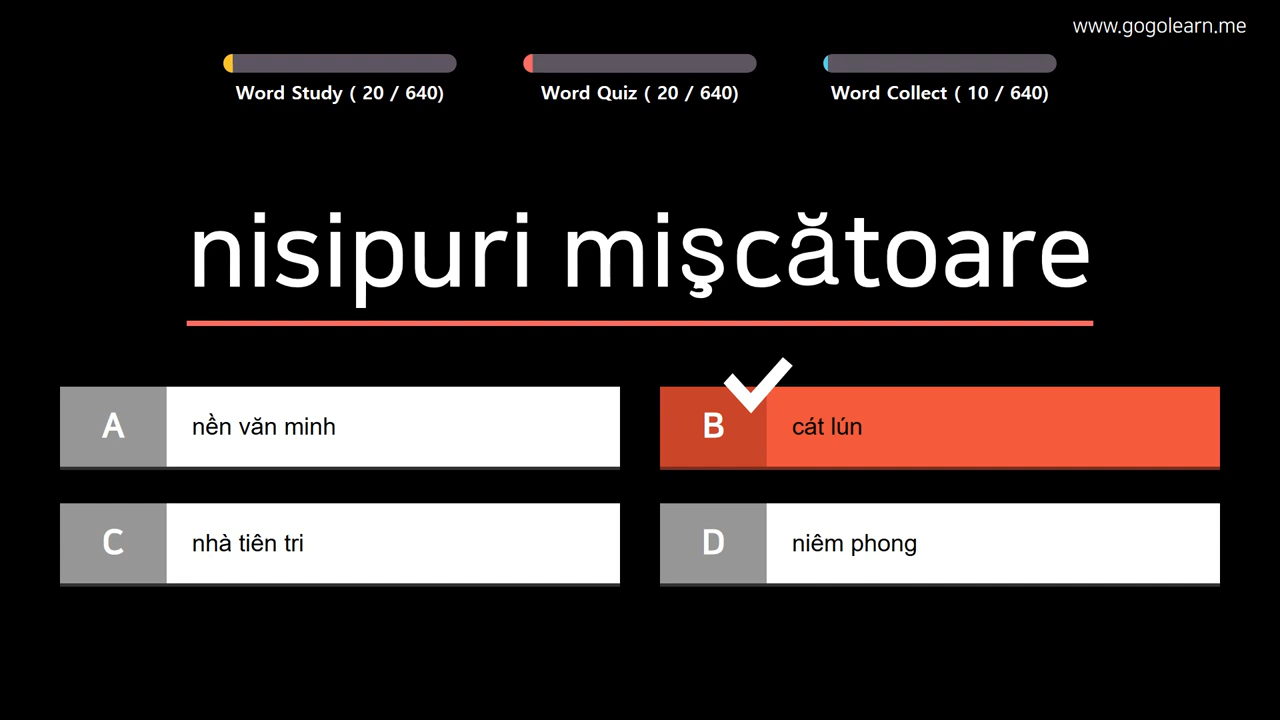 www.gogolearn.me
Word Study ( 20 / 640)
Word Quiz ( 20 / 640)
Word Collect ( 10 / 640)
nisipuri mişcătoare
A nền văn minh
B cát lún
C nhà tiên tri
D niêm phong